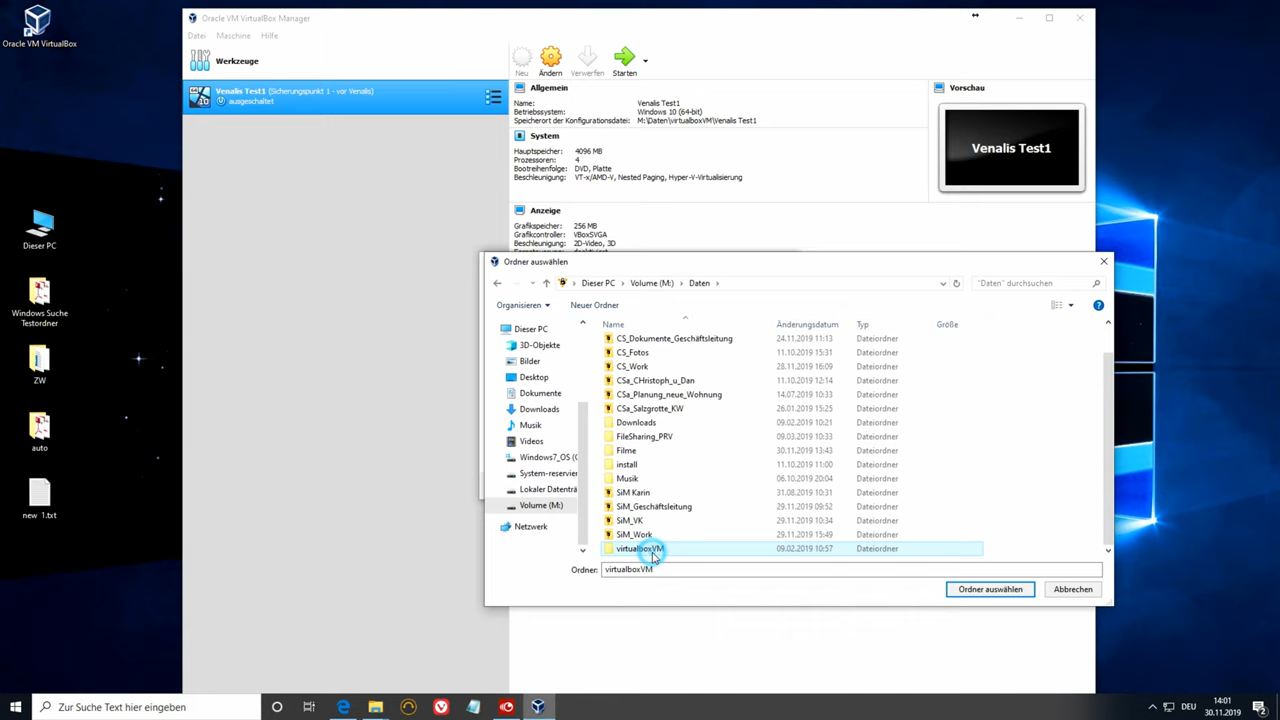 Oracle VM VirtualBox Manager
Oracle VM VirtualBox
Datei Maschine Hilfe
Werkzeuge
Neu Ändern Verwerfen Starten
Venalis Test1 (Sicherungspunkt 1 - vor Venalis)
ausgeschaltet
Allgemein
Name: Venalis Test1
Betriebssystem: Windows 10 (64-bit)
Speicherort der Konfigurationsdatei: M:\Daten\virtualboxVM\Venalis Test1
System
Hauptspeicher: 4096 MB
Prozessoren: 4
Bootreihenfolge: DVD, Platte
Beschleunigung: VT-x/AMD-V, Nested Paging, Hyper-V-Virtualisierung
Anzeige
Grafikspeicher: 256 MB
Grafikcontroller: VBoxSVGA
Beschleunigung: 2D-Video, 3D
Vorschau
Venalis Test1
Dieser PC
Windows Suche
Testordner
ZW
auto
new_1.txt
Ordner auswählen
Dieser PC > Volume (M:) > Daten >
"Daten" durchsuchen
Organisieren Neuer Ordner
Dieser PC
3D-Objekte
Bilder
Desktop
Dokumente
Downloads
Musik
Videos
Windows7_OS (C
System-reservier
Lokaler Datenträ
Volume (M:)
Netzwerk
Name Änderungsdatum Typ Größe
CS_Dokumente_Geschäftsleitung 24.11.2019 11:13 Dateiordner
CS_Fotos 11.10.2019 15:31 Dateiordner
CS_Work 28.11.2019 16:09 Dateiordner
CSa_CHristoph_u_Dan 11.10.2019 12:14 Dateiordner
CSa_Planung_neue_Wohnung 14.07.2019 10:33 Dateiordner
CSa_Salzgrotte_KW 26.01.2019 15:25 Dateiordner
Downloads 09.02.2019 10:21 Dateiordner
FileSharing_PRV 09.03.2019 10:33 Dateiordner
Filme 30.11.2019 13:43 Dateiordner
install 11.10.2019 11:00 Dateiordner
Musik 06.10.2019 20:04 Dateiordner
SiM Karin 31.08.2019 10:31 Dateiordner
SiM_Geschäftsleitung 29.11.2019 09:52 Dateiordner
SiM_VK 29.11.2019 10:34 Dateiordner
SiM_Work 29.11.2019 15:49 Dateiordner
virtualboxVM 09.02.2019 10:57 Dateiordner
Ordner: virtualboxVM
Ordner auswählen Abbrechen
Zur Suche Text hier eingeben
DEU
14:01
30.11.2019
2